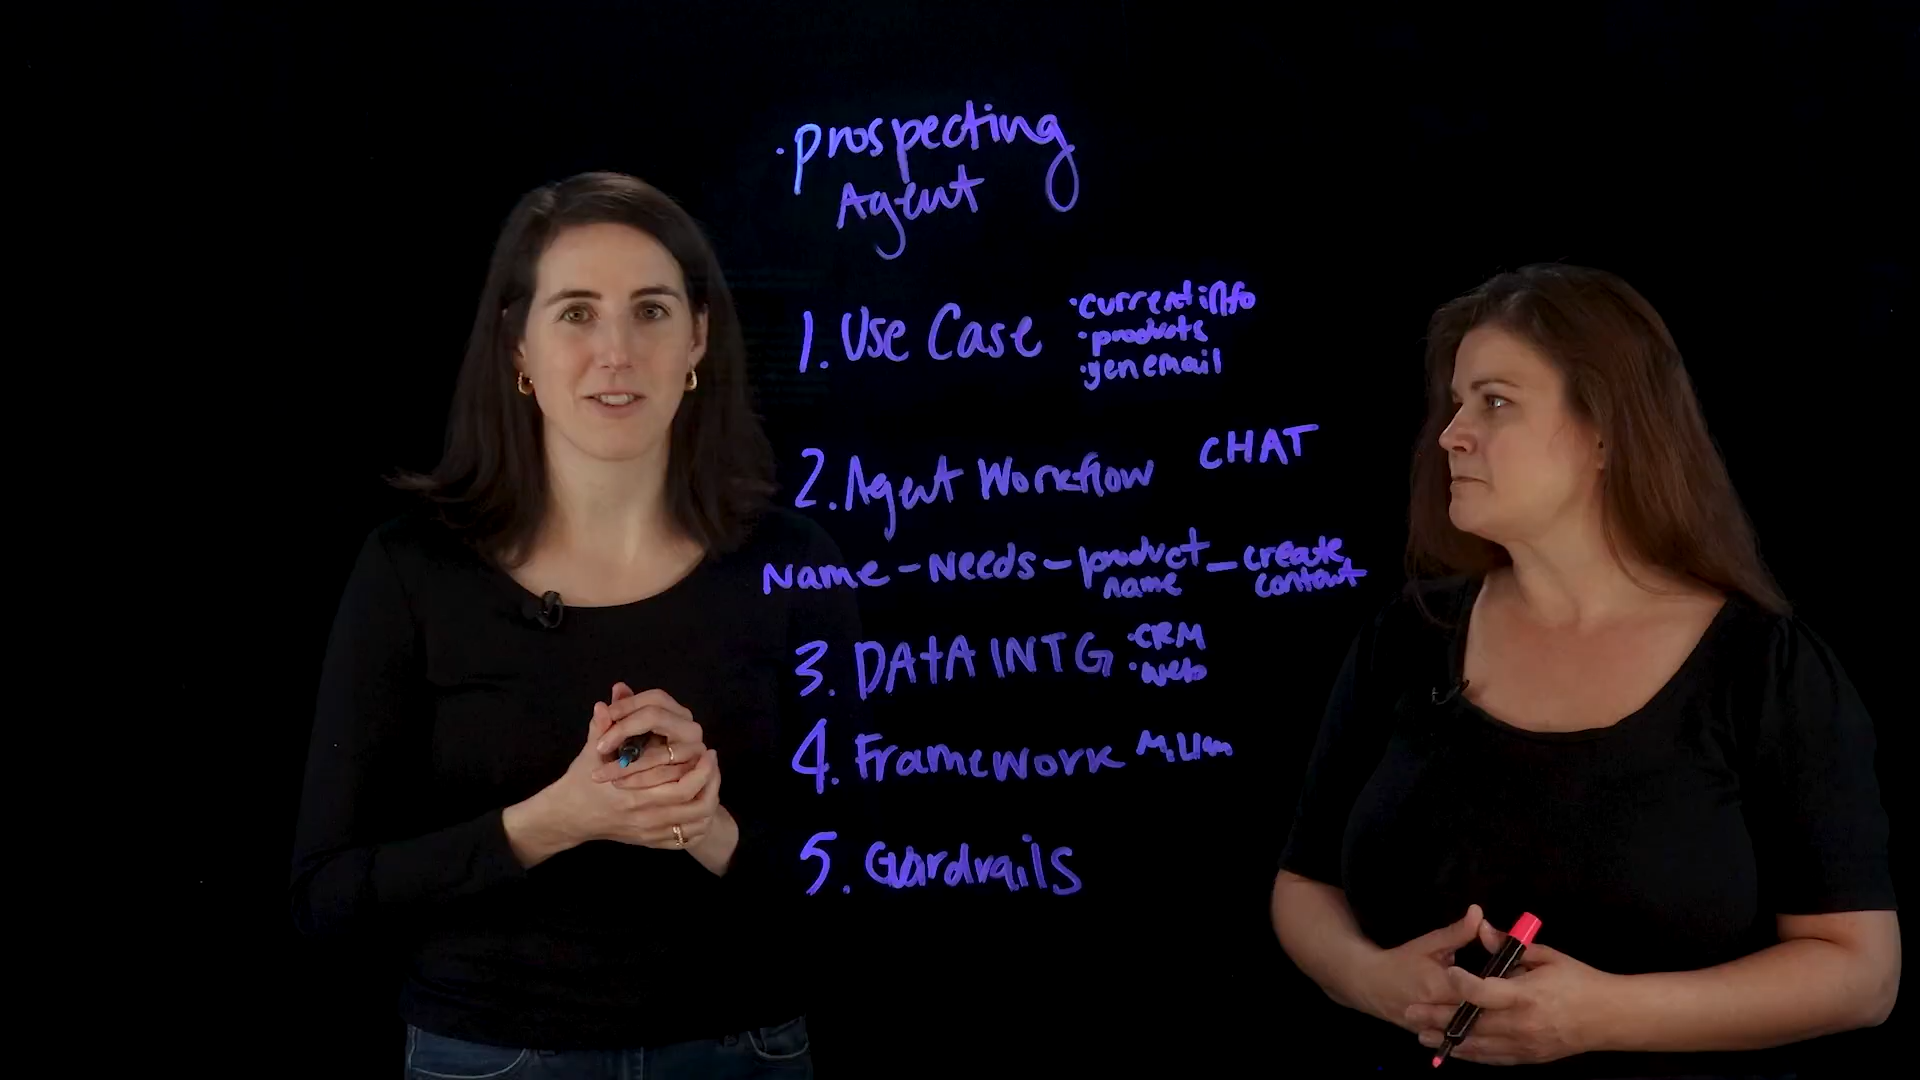 ·prospecting
Agent
1. Use Case
·current info
·products
·gen email
2. Agent Workflow CHAT
Name - Needs - product name - create content
3. DATA INTG
·CRM
·web
4. Framework
5. Gardrails